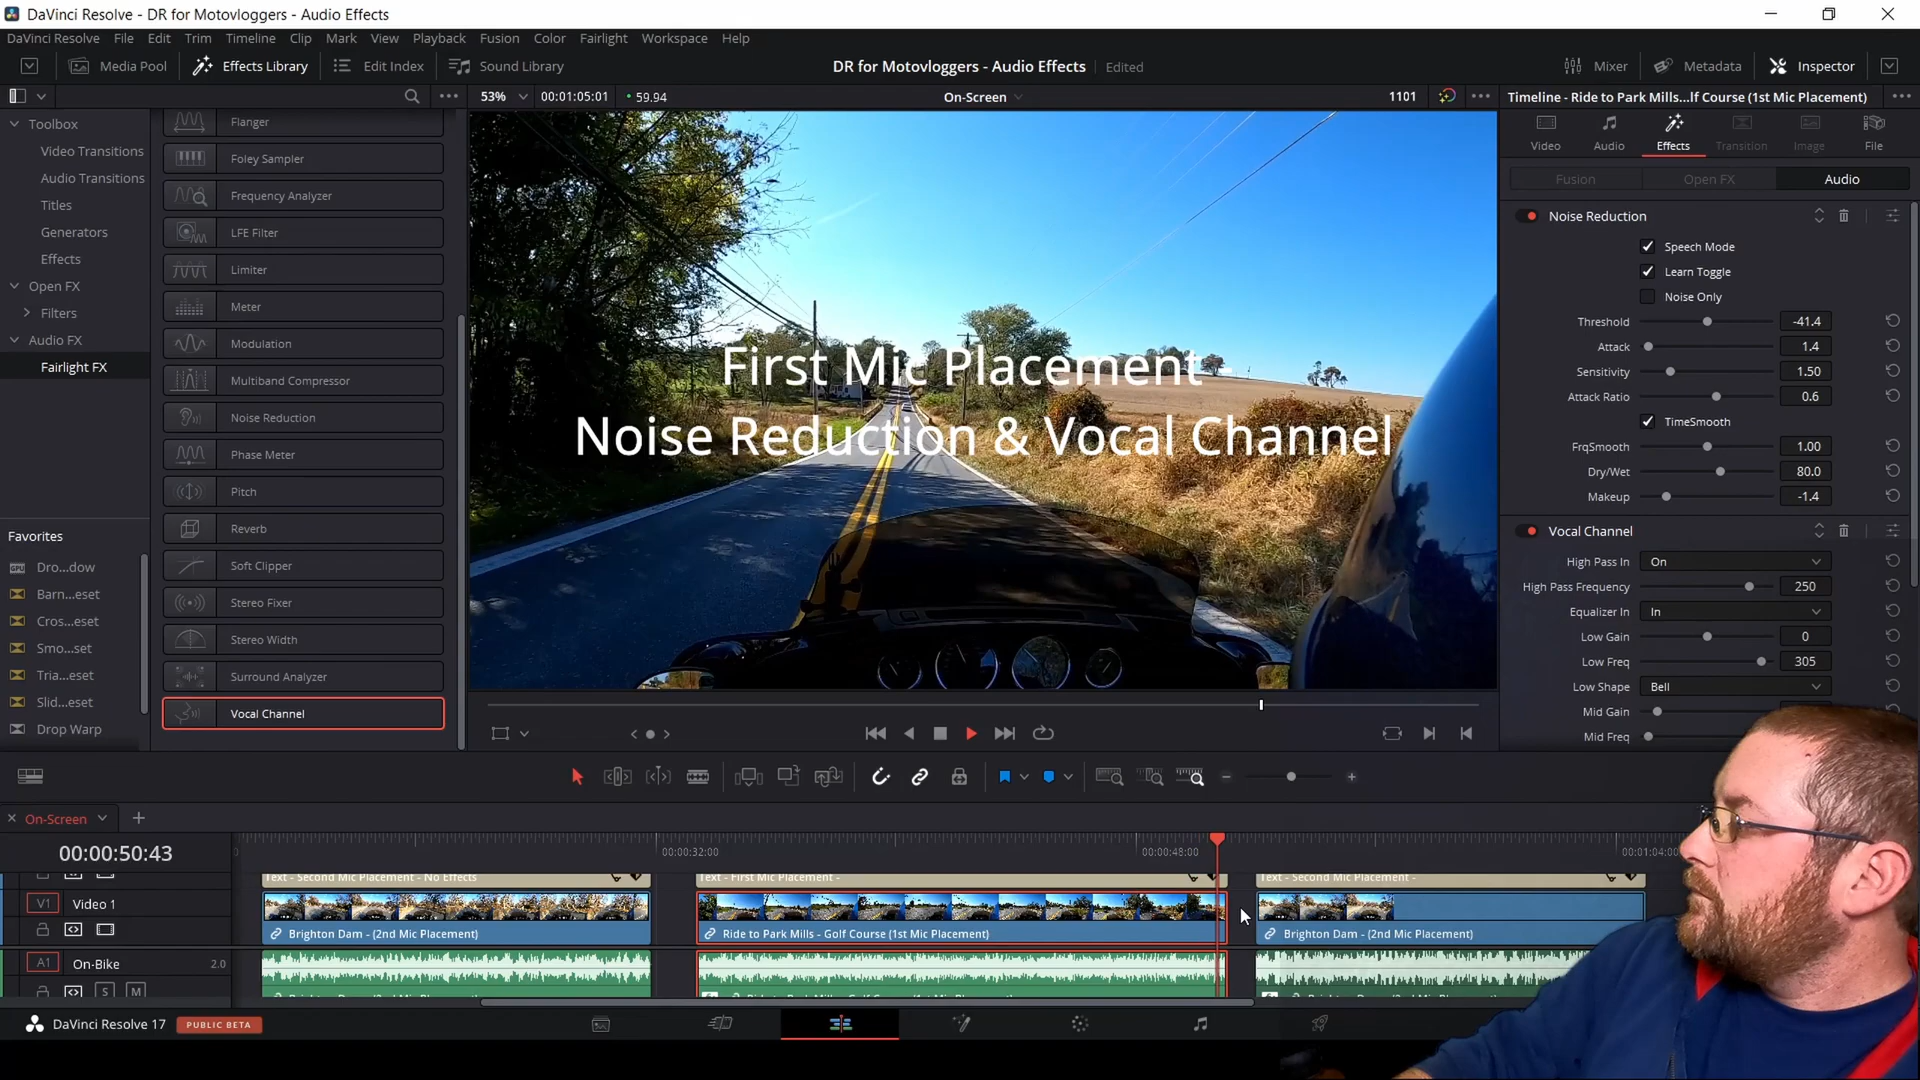 DaVinci Resolve - DR for Motovloggers - Audio Effects
DaVinci Resolve File Edit Trim Timeline Clip Mark View Playback Fusion Color Fairlight Workspace Help
Media Pool Effects Library Edit Index Sound Library DR for Motovloggers - Audio Effects Edited Mixer Metadata Inspector
53% 00:01:05:01 59.94 On-Screen 1101 Timeline - Ride to Park Mills...lf Course (1st Mic Placement)
Toolbox
Video Transitions
Audio Transitions
Titles
Generators
Effects
Open FX
Filters
Audio FX
Fairlight FX
Favorites
Dro...dow
Barn...eset
Cros...eset
Smo...set
Tria...eset
Slid...eset
Drop Warp
Flanger
Foley Sampler
Frequency Analyzer
LFE Filter
Limiter
Meter
Modulation
Multiband Compressor
Noise Reduction
Phase Meter
Pitch
Reverb
Soft Clipper
Stereo Fixer
Stereo Width
Surround Analyzer
Vocal Channel
First Mic Placement -
Noise Reduction & Vocal Channel
Video Audio Effects Transition Image File
Fusion Open FX Audio
Noise Reduction
Speech Mode
Learn Toggle
Noise Only
Threshold -41.4
Attack 1.4
Sensitivity 1.50
Attack Ratio 0.6
TimeSmooth
FrqSmooth 1.00
Dry/Wet 80.0
Makeup -1.4
Vocal Channel
High Pass In On
High Pass Frequency 250
Equalizer In In
Low Gain 0
Low Freq 305
Low Shape Bell
Mid Gain
Mid Freq
On-Screen
00:00:50:43 00:00:32:00 00:00:48:00 00:01:04:00
Text - Second Mic Placement - No Effects Text - First Mic Placement - Text - Second Mic Placement -
V1 Video 1
Brighton Dam - (2nd Mic Placement) Ride to Park Mills - Golf Course (1st Mic Placement) Brighton Dam - (2nd Mic Placement)
A1 On-Bike 2.0
S M
DaVinci Resolve 17 PUBLIC BETA